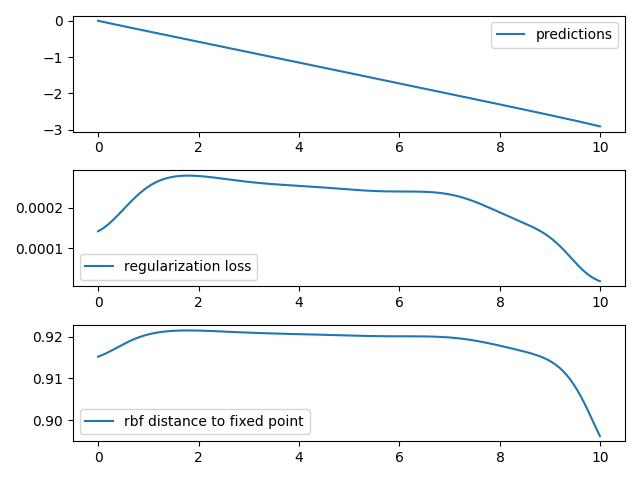 0
−1
−2
−3
predictions
0 2 4 6 8 10
0.0002
0.0001
regularization loss
0 2 4 6 8 10
0.92
0.91
0.90
rbf distance to fixed point
0 2 4 6 8 10